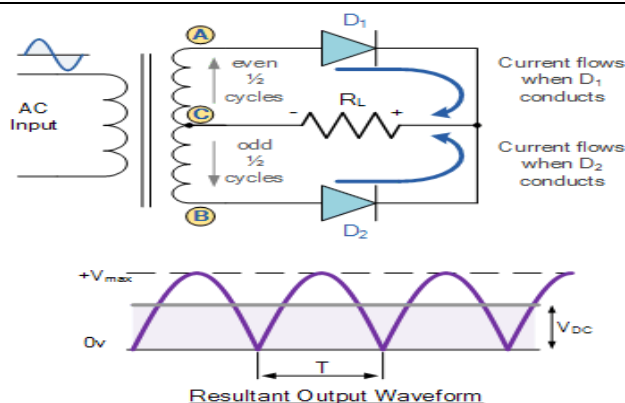 A
D1
even
½
cycles
Current flows
when D1
conducts
AC
Input
C
- RL +
odd
½
cycles
Current flows
when D2
conducts
B
D2
+Vmax
0v
VDC
T
Resultant Output Waveform